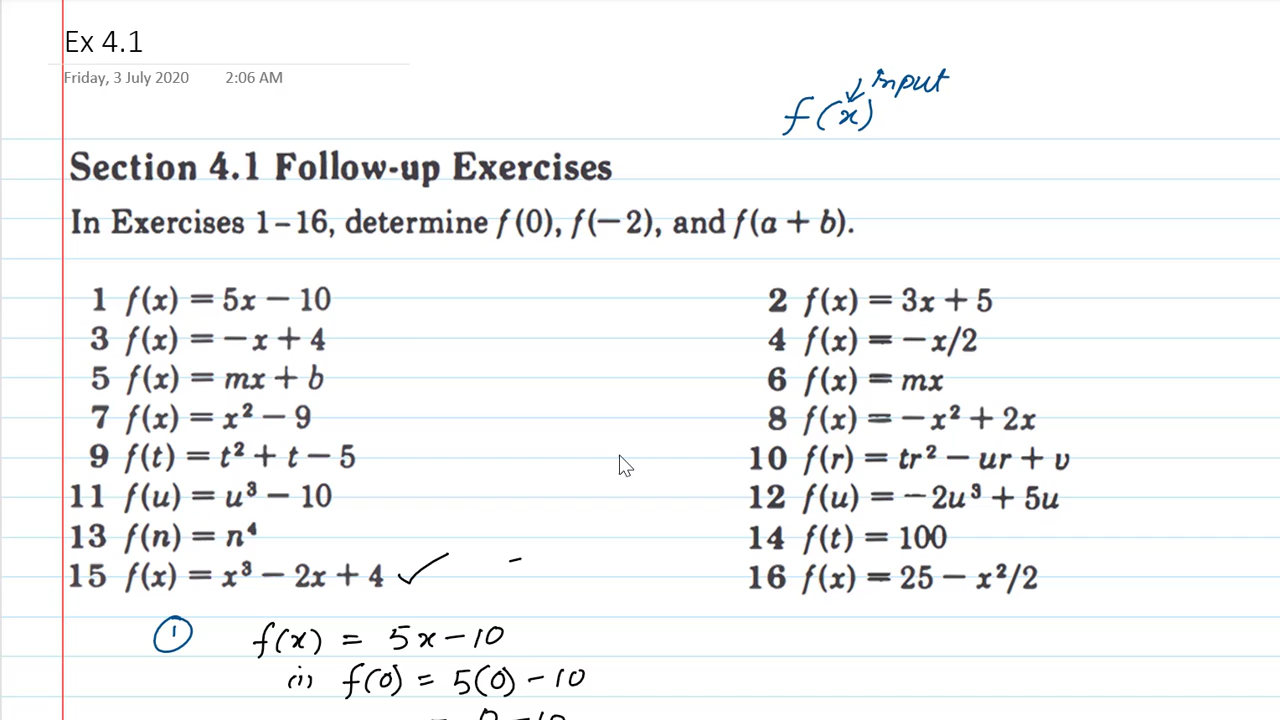 Ex 4.1
Friday, 3 July 2020 2:06 AM
input
f(x)
Section 4.1 Follow-up Exercises
In Exercises 1–16, determine f(0), f(−2), and f(a + b).
1 f(x) = 5x − 10
2 f(x) = 3x + 5
3 f(x) = −x + 4
4 f(x) = −x/2
5 f(x) = mx + b
6 f(x) = mx
7 f(x) = x² − 9
8 f(x) = −x² + 2x
9 f(t) = t² + t − 5
10 f(r) = tr² − ur + v
11 f(u) = u³ − 10
12 f(u) = −2u³ + 5u
13 f(n) = n⁴
14 f(t) = 100
15 f(x) = x³ − 2x + 4 ✓
16 f(x) = 25 − x²/2
① f(x) = 5x − 10
(i) f(0) = 5(0) − 10
= 0 − 10